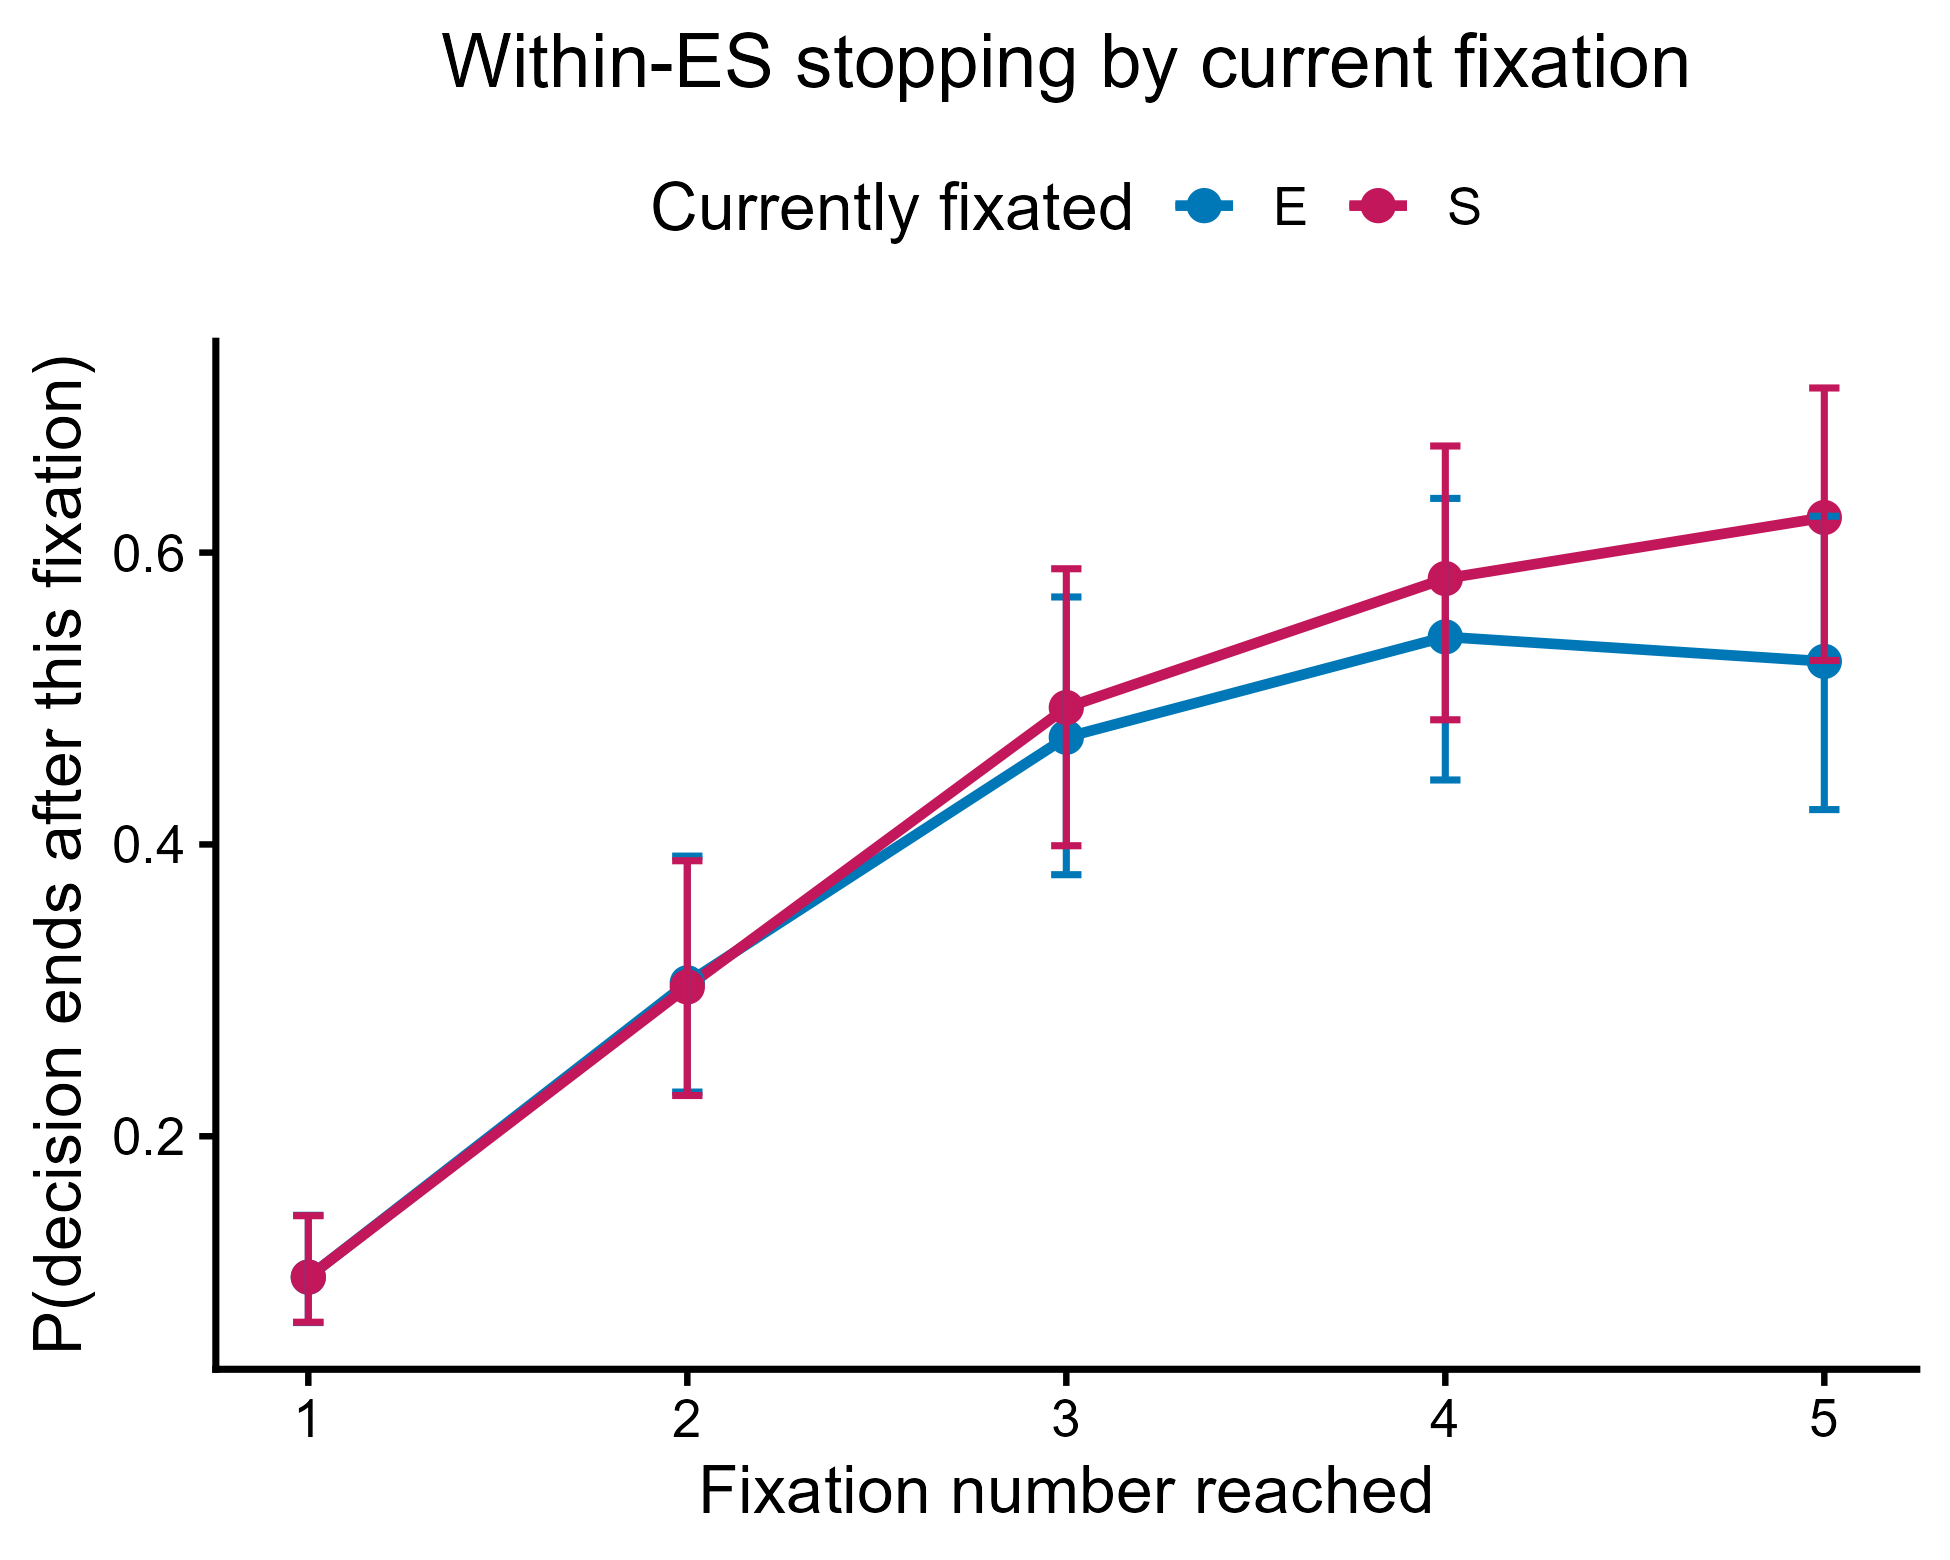 Within-ES stopping by current fixation
Currently fixated E S
P(decision ends after this fixation)
0.6
0.4
0.2
1 2 3 4 5
Fixation number reached